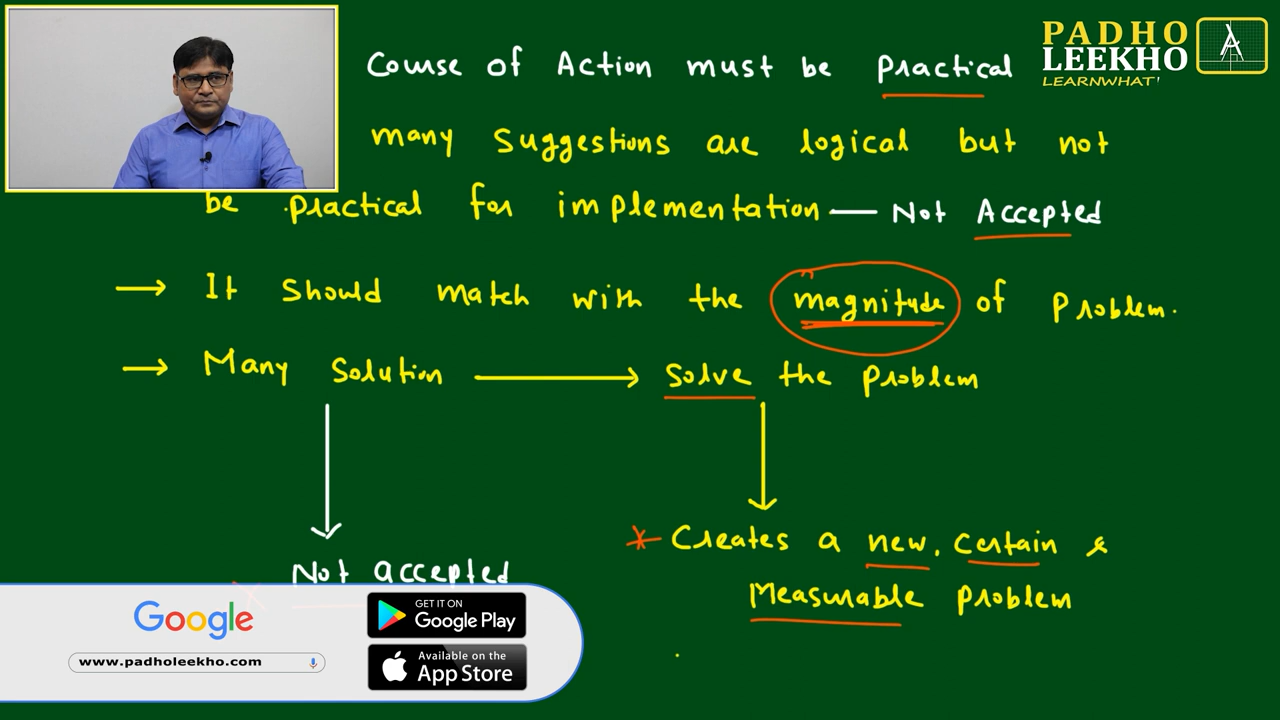 PADHO
LEEKHO
LEARNWHAT'
Course of Action must be practical
many suggestions are logical but not
be practical for implementation — Not Accepted
→ It should match with the magnitude of problem.
→ Many Solution → Solve the problem
* Creates a new, certain &
Measurable problem
Not accepted
Google
www.padholeekho.com
GET IT ON
Google Play
Available on the
App Store